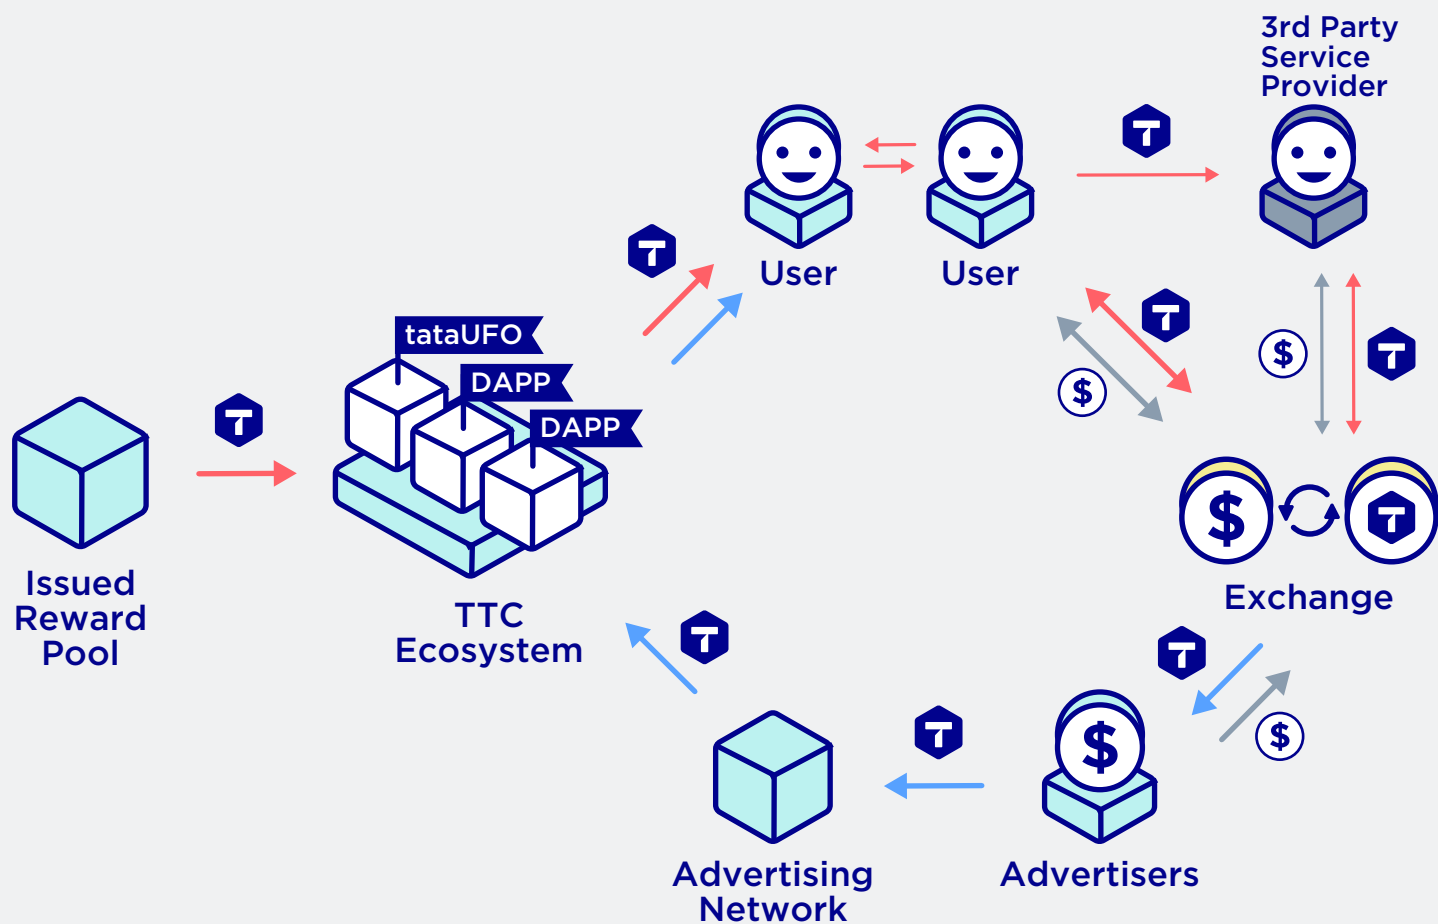 3rd Party
Service
Provider
User
User
tataUFO
DAPP
DAPP
$
$
$
Issued
Reward
Pool
TTC
Ecosystem
Exchange
$
$
Advertising
Network
Advertisers